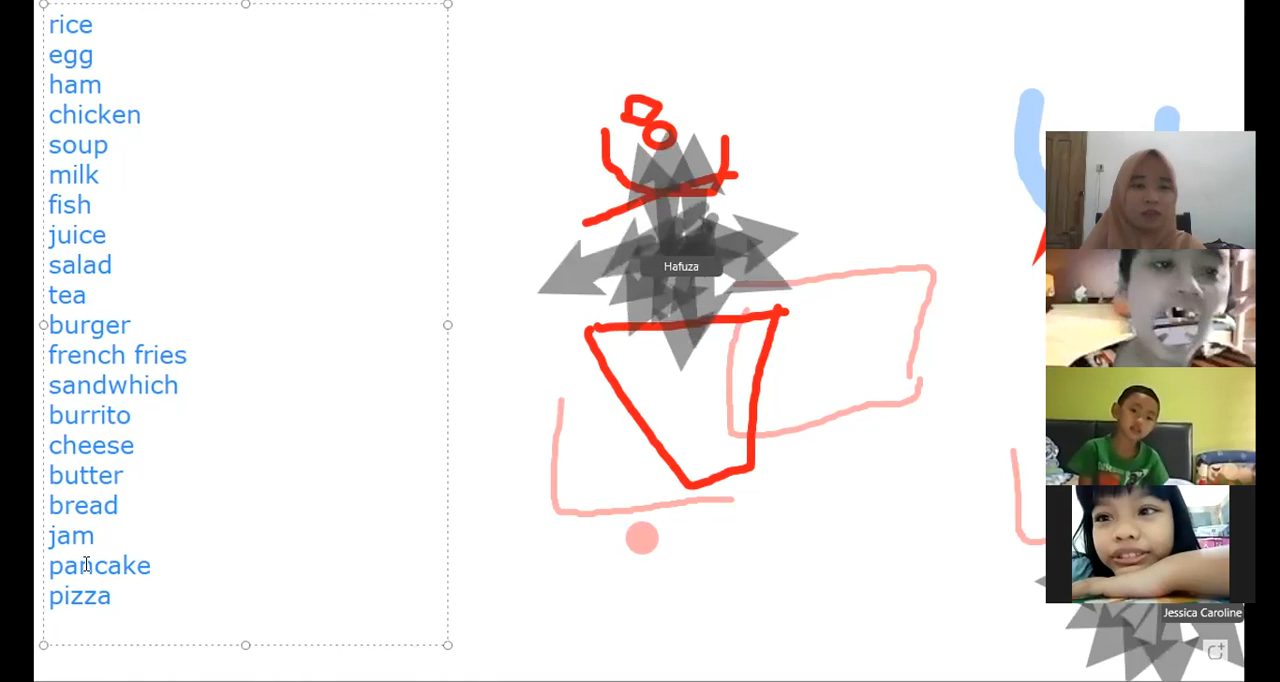 rice
egg
ham
chicken
soup
milk
fish
juice
salad
tea
burger
french fries
sandwhich
burrito
cheese
butter
bread
jam
pancake
pizza
Hafuza
Jessica Caroline